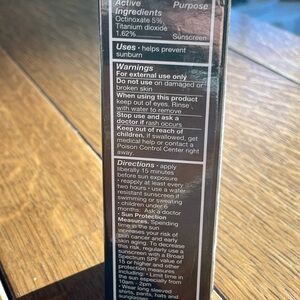 Active Purpose
Ingredients
Octinoxate 5%
Titanium dioxide
1.62% Sunscreen
Uses • helps prevent
sunburn
Warnings
For external use only
Do not use on damaged or
broken skin
When using this product
keep out of eyes. Rinse
with water to remove
Stop use and ask a
doctor if rash occurs
Keep out of reach of
children. If swallowed, get
medical help or contact a
Poison Control Center right
away.
Directions • apply
liberally 15 minutes
before sun exposure
• reapply at least every
two hours • use a water
resistant sunscreen if
swimming or sweating
• children under 6
months: Ask a doctor
• Sun Protection
Measures. Spending
time in the sun
increases your risk of
skin cancer and early
skin aging. To decrease
this risk, regularly use a
sunscreen with a Broad
Spectrum SPF value of
15 or higher and other
protection measures
including: • Limit time in
the sun especially from
10am - 2pm
• Wear long sleeved
shirts, pants, hats and
sunglasses